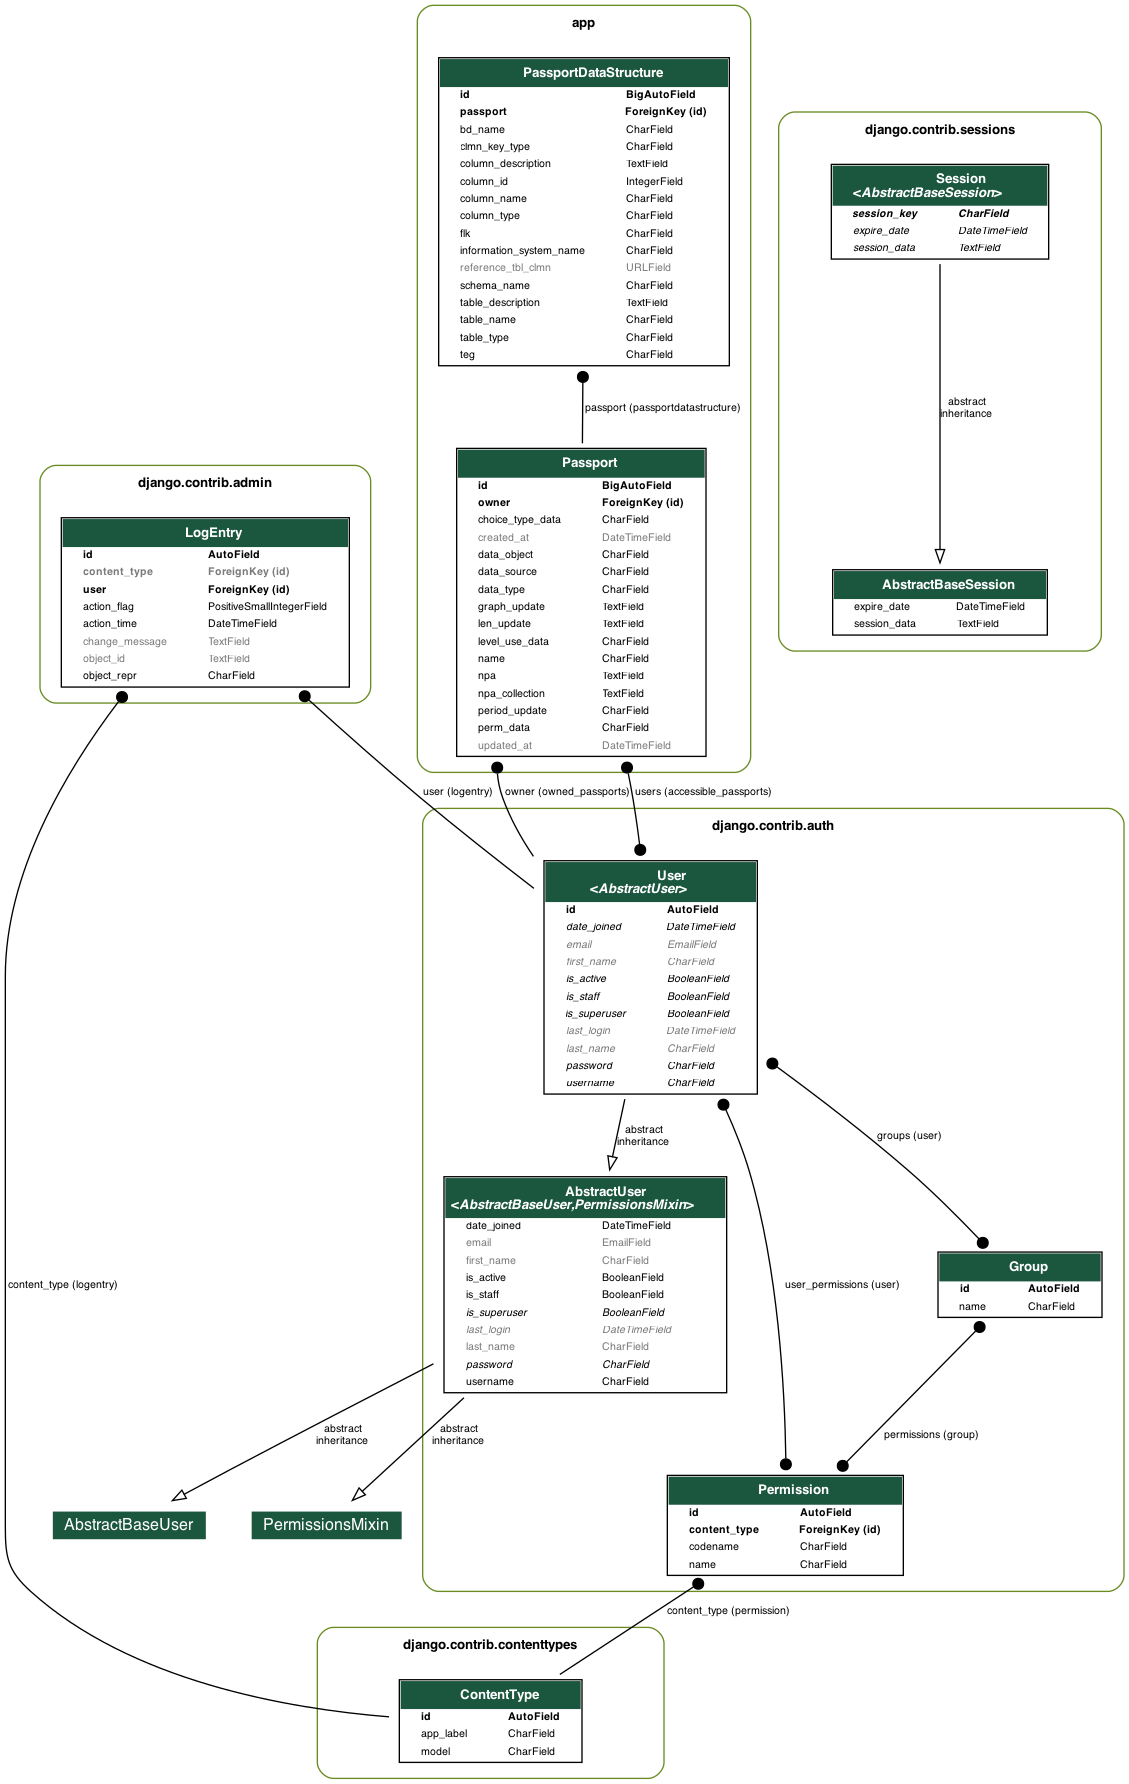 app
PassportDataStructure
id BigAutoField
passport ForeignKey (id)
bd_name CharField
clmn_key_type CharField
column_description TextField
column_id IntegerField
column_name CharField
column_type CharField
flk CharField
information_system_name CharField
reference_tbl_clmn URLField
schema_name CharField
table_description TextField
table_name CharField
table_type CharField
teg CharField
passport (passportdatastructure)
Passport
id BigAutoField
owner ForeignKey (id)
choice_type_data CharField
created_at DateTimeField
data_object CharField
data_source CharField
data_type CharField
graph_update TextField
len_update TextField
level_use_data CharField
name CharField
npa TextField
npa_collection TextField
period_update CharField
perm_data CharField
updated_at DateTimeField
django.contrib.sessions
Session
<AbstractBaseSession>
session_key CharField
expire_date DateTimeField
session_data TextField
abstract
inheritance
AbstractBaseSession
expire_date DateTimeField
session_data TextField
django.contrib.admin
LogEntry
id AutoField
content_type ForeignKey (id)
user ForeignKey (id)
action_flag PositiveSmallIntegerField
action_time DateTimeField
change_message TextField
object_id TextField
object_repr CharField
user (logentry)
owner (owned_passports)
users (accessible_passports)
django.contrib.auth
User
<AbstractUser>
id AutoField
date_joined DateTimeField
email EmailField
first_name CharField
is_active BooleanField
is_staff BooleanField
is_superuser BooleanField
last_login DateTimeField
last_name CharField
password CharField
username CharField
abstract
inheritance
groups (user)
AbstractUser
<AbstractBaseUser,PermissionsMixin>
date_joined DateTimeField
email EmailField
first_name CharField
is_active BooleanField
is_staff BooleanField
is_superuser BooleanField
last_login DateTimeField
last_name CharField
password CharField
username CharField
user_permissions (user)
Group
id AutoField
name CharField
content_type (logentry)
abstract
inheritance
abstract
inheritance
permissions (group)
AbstractBaseUser
PermissionsMixin
Permission
id AutoField
content_type ForeignKey (id)
codename CharField
name CharField
content_type (permission)
django.contrib.contenttypes
ContentType
id AutoField
app_label CharField
model CharField